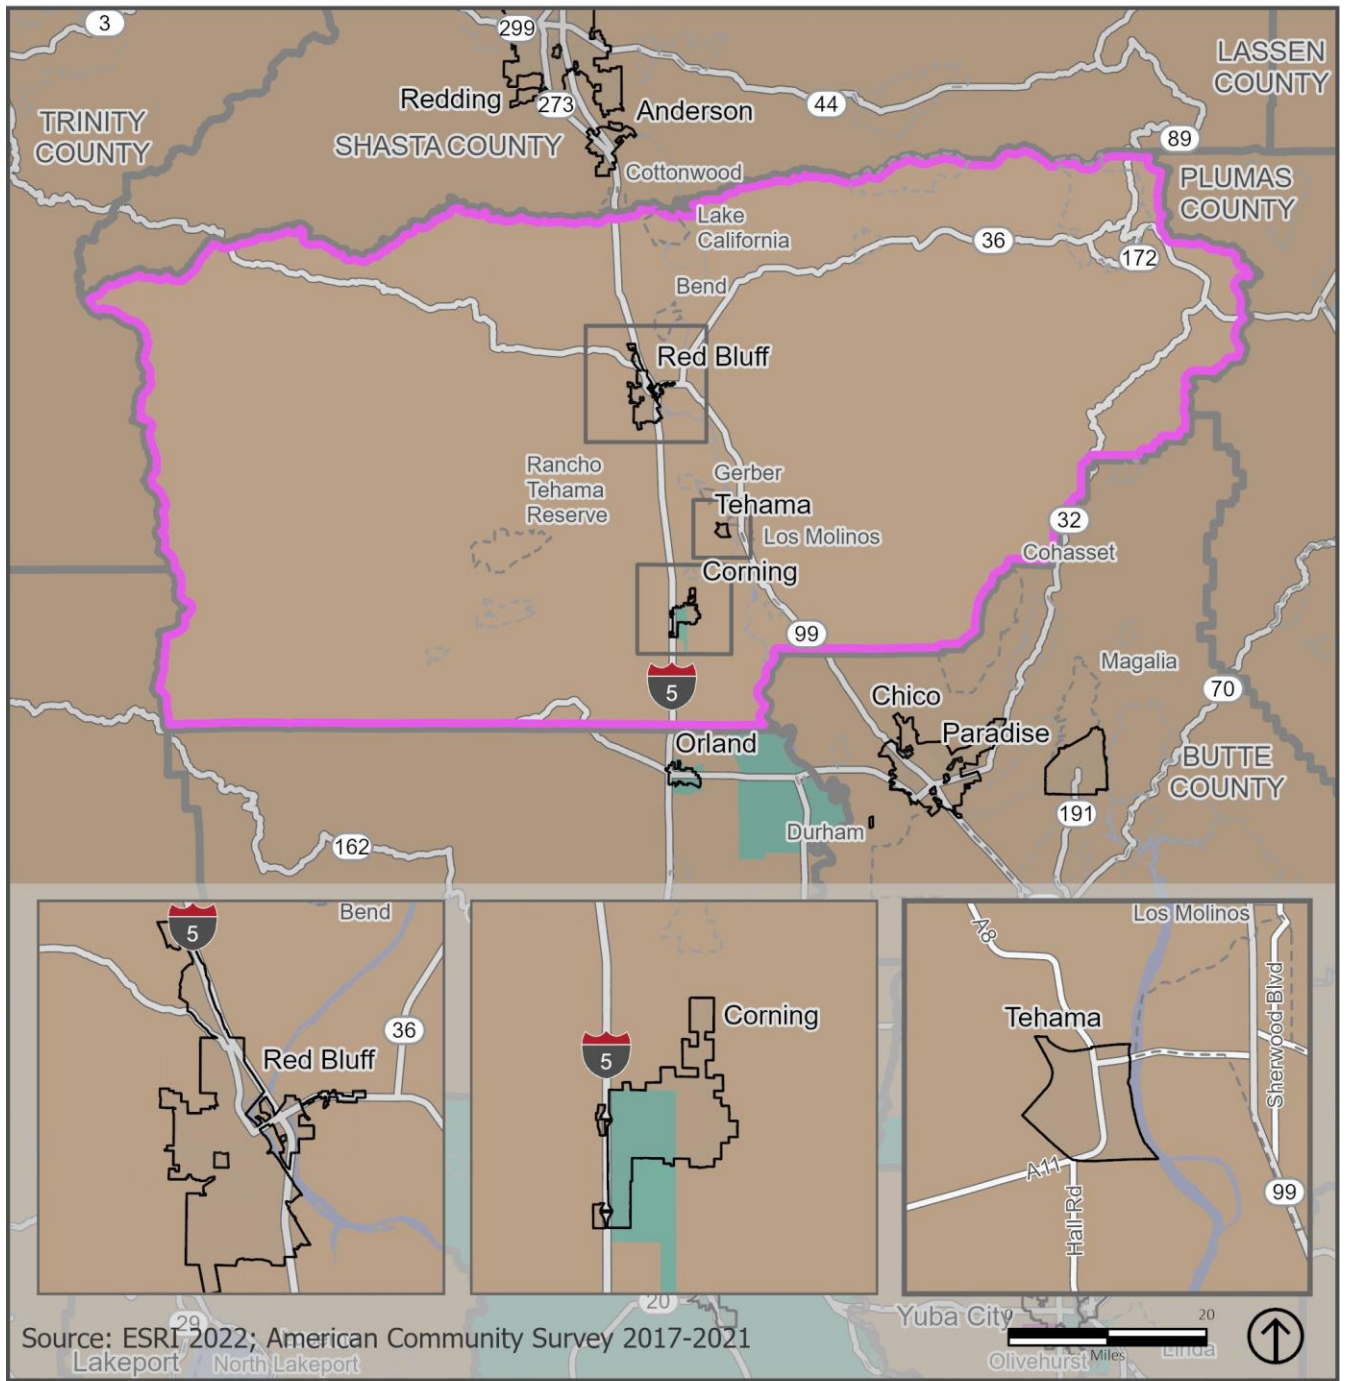 3
299
LASSEN
COUNTY
Redding
273
Anderson
44
TRINITY
COUNTY
SHASTA COUNTY
89
Cottonwood
PLUMAS
COUNTY
Lake
California
36
172
Bend
Red Bluff
Rancho
Tehama
Reserve
Gerber
Tehama
Los Molinos
32
Cohasset
Corning
99
5
Magalia
70
Chico
Paradise
Orland
BUTTE
COUNTY
191
Durham
162
5
Bend
36
Red Bluff
Corning
5
A8
Los Molinos
Tehama
Sherwood Blvd
A11
Hall Rd
99
20
29
Yuba City
0
20
Miles
Source: ESRI 2022; American Community Survey 2017-2021
Lakeport
North Lakeport
Olivehurst
Linda